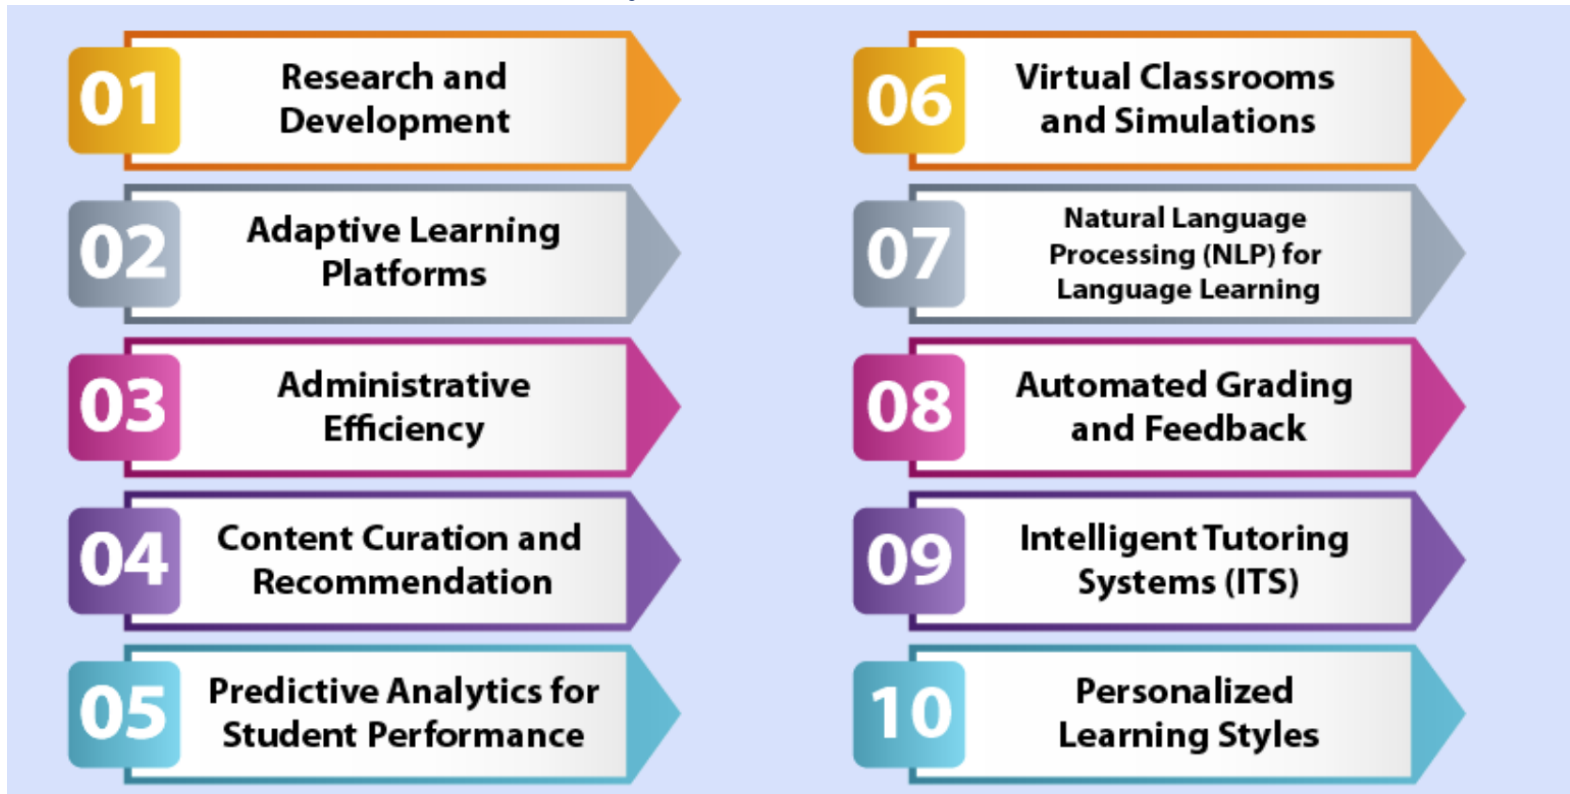 01
Research and
Development
02
Adaptive Learning
Platforms
03
Administrative
Efficiency
04
Content Curation and
Recommendation
05
Predictive Analytics for
Student Performance
06
Virtual Classrooms
and Simulations
07
Natural Language
Processing (NLP) for
Language Learning
08
Automated Grading
and Feedback
09
Intelligent Tutoring
Systems (ITS)
10
Personalized
Learning Styles